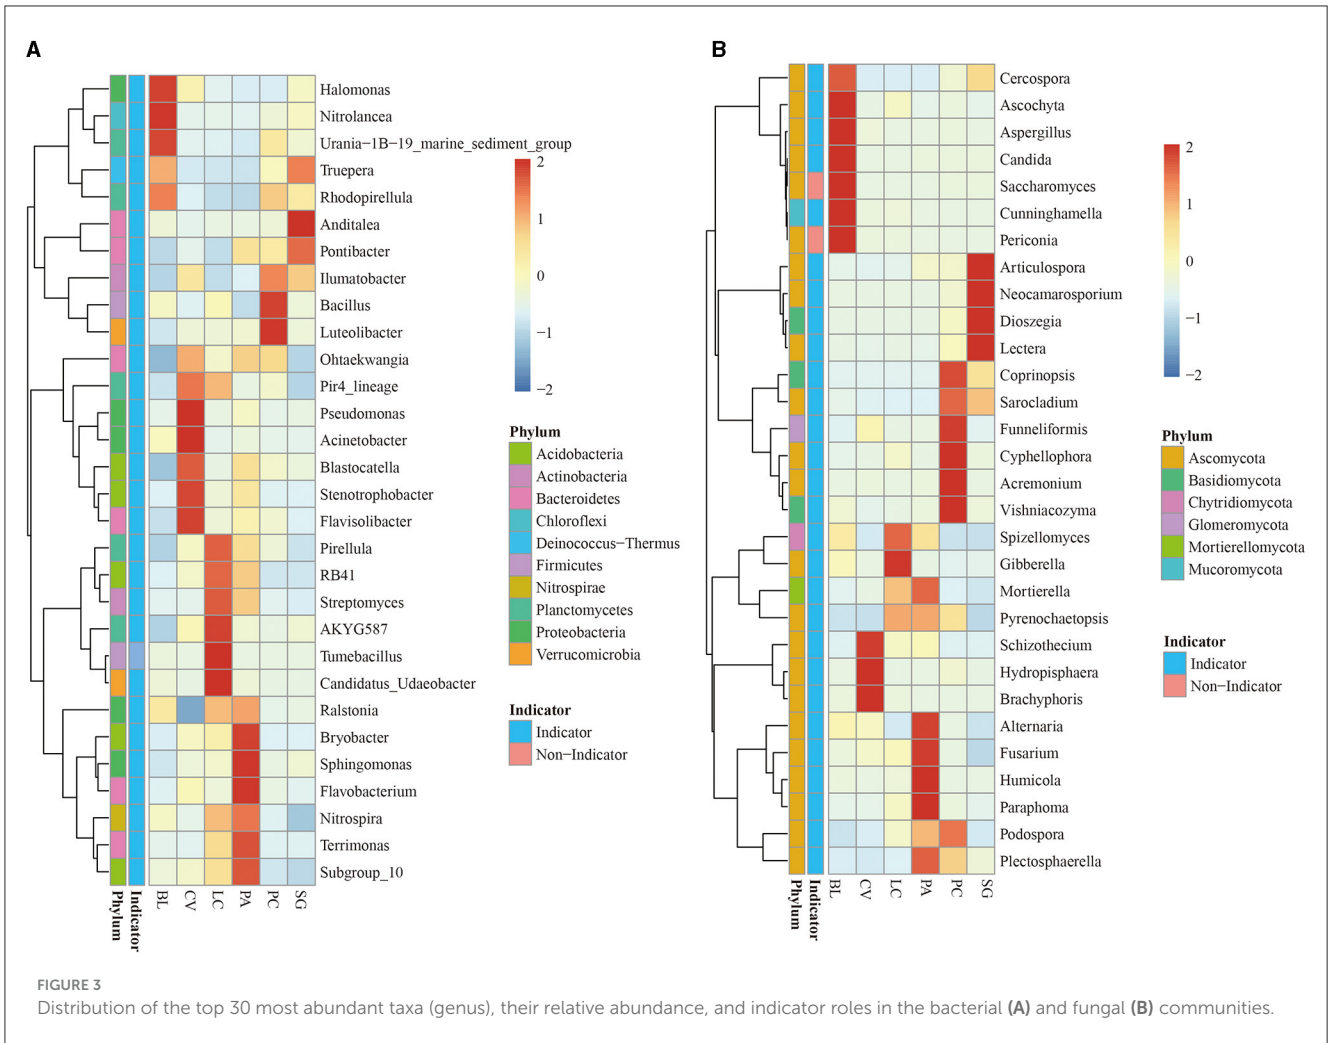 A
Halomonas
Nitrolancea
Urania−1B−19_marine_sediment_group
Truepera
Rhodopirellula
Anditalea
Pontibacter
Ilumatobacter
Bacillus
Luteolibacter
Ohtaekwangia
Pir4_lineage
Pseudomonas
Acinetobacter
Blastocatella
Stenotrophobacter
Flavisolibacter
Pirellula
RB41
Streptomyces
AKYG587
Tumebacillus
Candidatus_Udaeobacter
Ralstonia
Bryobacter
Sphingomonas
Flavobacterium
Nitrospira
Terrimonas
Subgroup_10
Phylum
Indicator
BL
CV
LC
PA
PC
SG
2
1
0
−1
−2
Phylum
Acidobacteria
Actinobacteria
Bacteroidetes
Chloroflexi
Deinococcus−Thermus
Firmicutes
Nitrospirae
Planctomycetes
Proteobacteria
Verrucomicrobia
Indicator
Indicator
Non−Indicator
B
Cercospora
Ascochyta
Aspergillus
Candida
Saccharomyces
Cunninghamella
Periconia
Articulospora
Neocamarosporium
Dioszegia
Lectera
Coprinopsis
Sarocladium
Funneliformis
Cyphellophora
Acremonium
Vishniacozyma
Spizellomyces
Gibberella
Mortierella
Pyrenochaetopsis
Schizothecium
Hydropisphaera
Brachyphoris
Alternaria
Fusarium
Humicola
Paraphoma
Podospora
Plectosphaerella
Phylum
Indicator
BL
CV
LC
PA
PC
SG
2
1
0
−1
−2
Phylum
Ascomycota
Basidiomycota
Chytridiomycota
Glomeromycota
Mortierellomycota
Mucoromycota
Indicator
Indicator
Non−Indicator
FIGURE 3
Distribution of the top 30 most abundant taxa (genus), their relative abundance, and indicator roles in the bacterial (A) and fungal (B) communities.